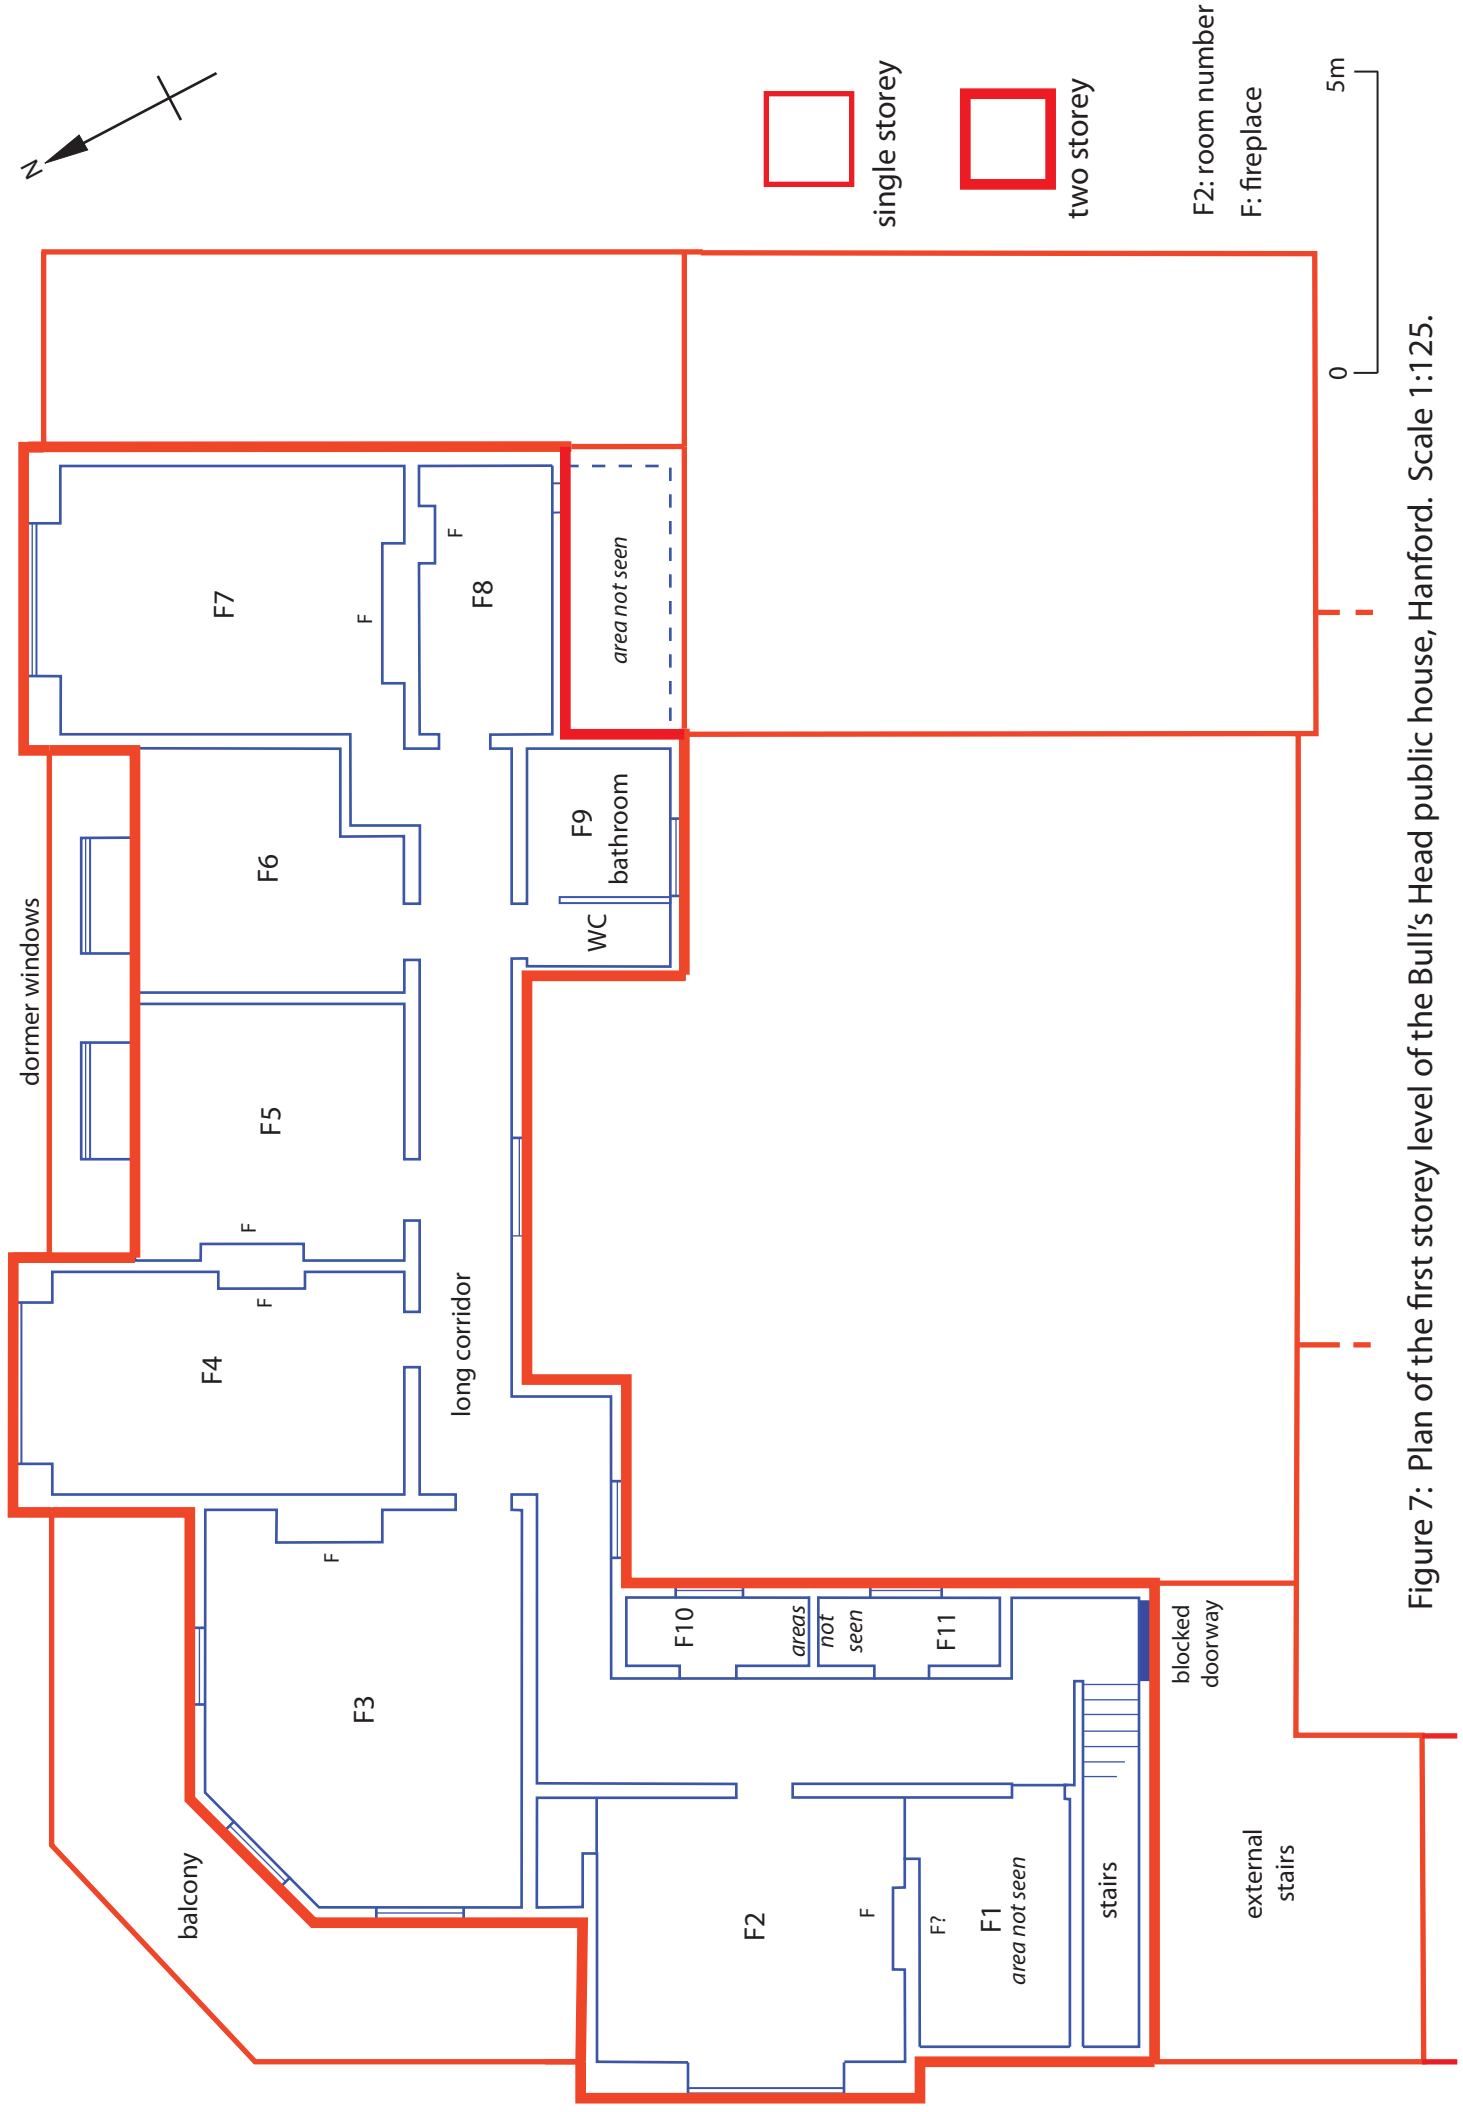 N
dormer windows
balcony
F7
F
F
F8
area not seen
F6
F9
bathroom
WC
F5
F
F
F4
long corridor
F
F3
F10
areas
not
seen
F11
F2
F
F?
F1
area not seen
stairs
blocked
doorway
external
stairs
single storey
two storey
F2: room number
F: fireplace
0
5m
Figure 7: Plan of the first storey level of the Bull's Head public house, Hanford. Scale 1:125.